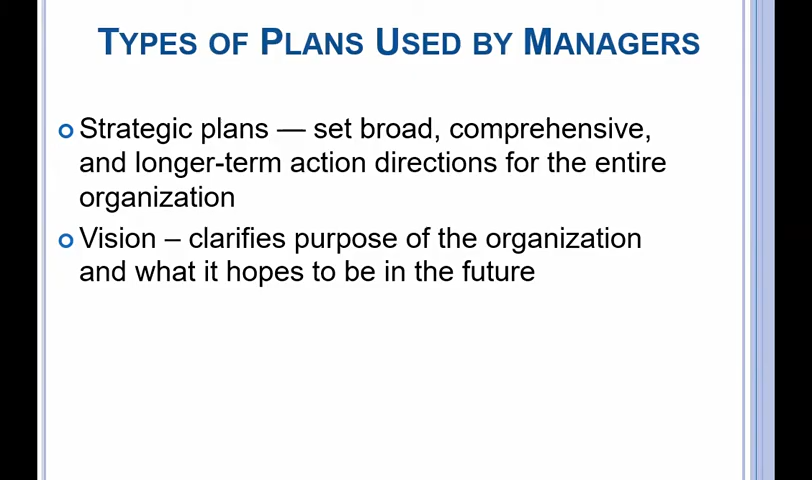 TYPES OF PLANS USED BY MANAGERS
Strategic plans — set broad, comprehensive,
and longer-term action directions for the entire
organization
Vision – clarifies purpose of the organization
and what it hopes to be in the future